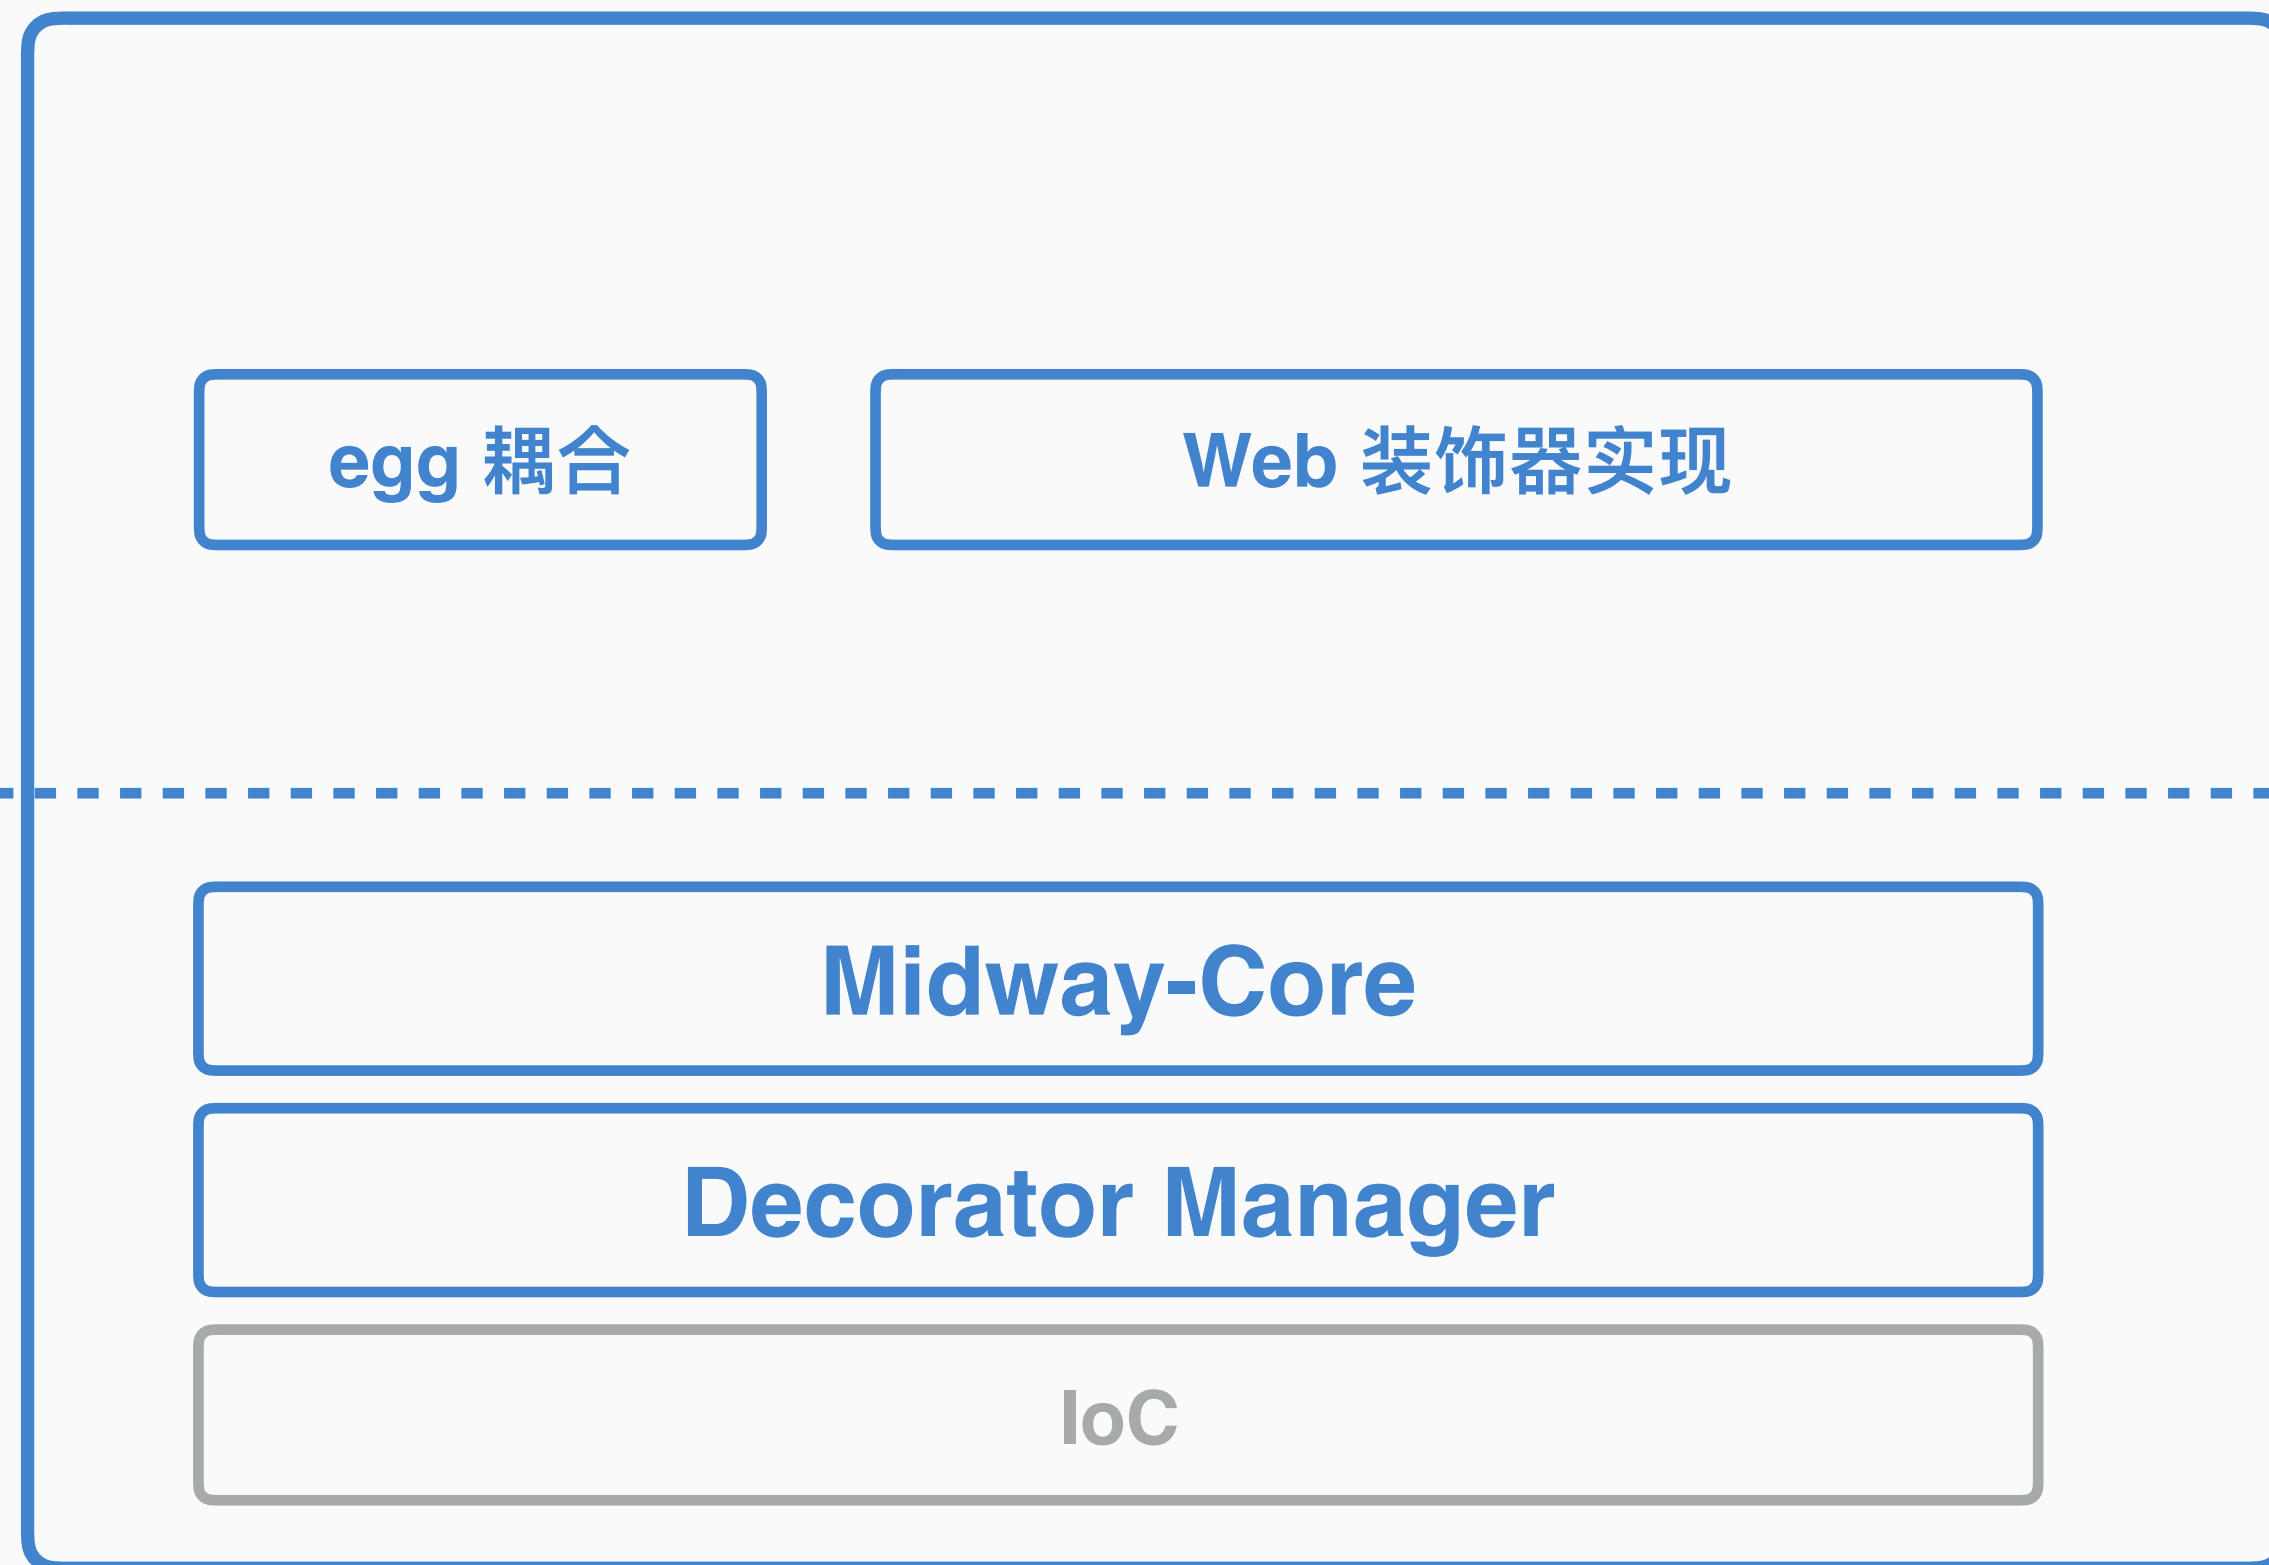 egg 耦合
Web 装饰器实现
Midway-Core
Decorator Manager
IoC